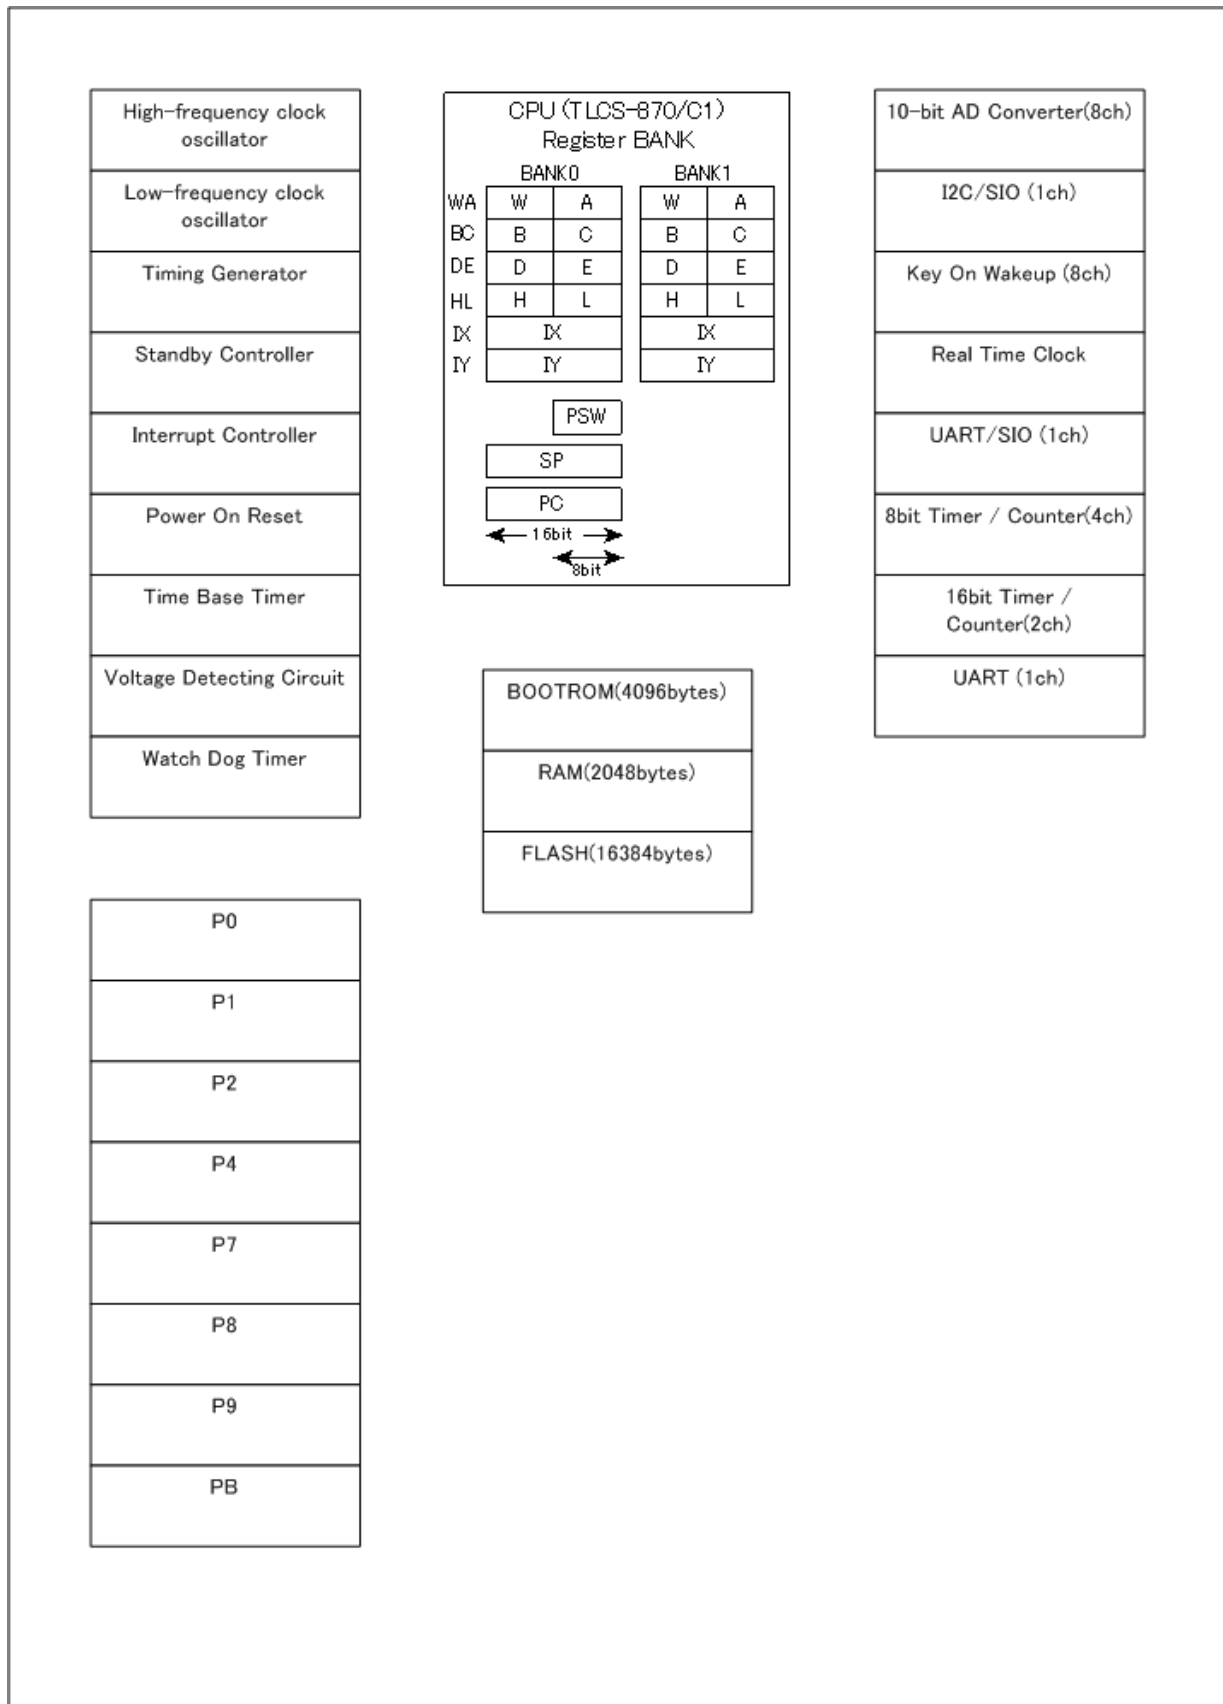 High-frequency clock
oscillator
Low-frequency clock
oscillator
Timing Generator
Standby Controller
Interrupt Controller
Power On Reset
Time Base Timer
Voltage Detecting Circuit
Watch Dog Timer
P0
P1
P2
P4
P7
P8
P9
PB
CPU (TLCS-870/C1)
Register BANK
BANK0 BANK1
WA W A W A
BC B C B C
DE D E D E
HL H L H L
IX IX IX
IY IY IY
PSW
SP
PC
16bit
8bit
BOOTROM(4096bytes)
RAM(2048bytes)
FLASH(16384bytes)
10-bit AD Converter(8ch)
I2C/SIO (1ch)
Key On Wakeup (8ch)
Real Time Clock
UART/SIO (1ch)
8bit Timer / Counter(4ch)
16bit Timer /
Counter(2ch)
UART (1ch)